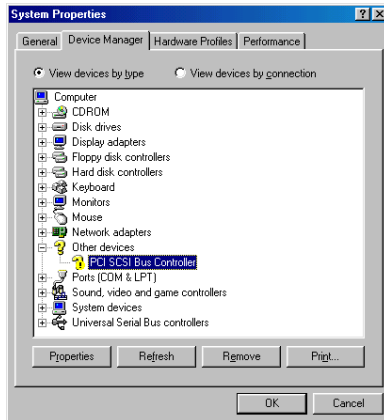 System Properties
General Device Manager Hardware Profiles Performance
View devices by type View devices by connection
Computer
CDROM
Disk drives
Display adapters
Floppy disk controllers
Hard disk controllers
Keyboard
Monitors
Mouse
Network adapters
Other devices
PCI SCSI Bus Controller
Ports (COM & LPT)
Sound, video and game controllers
System devices
Universal Serial Bus controllers
Properties Refresh Remove Print...
OK Cancel